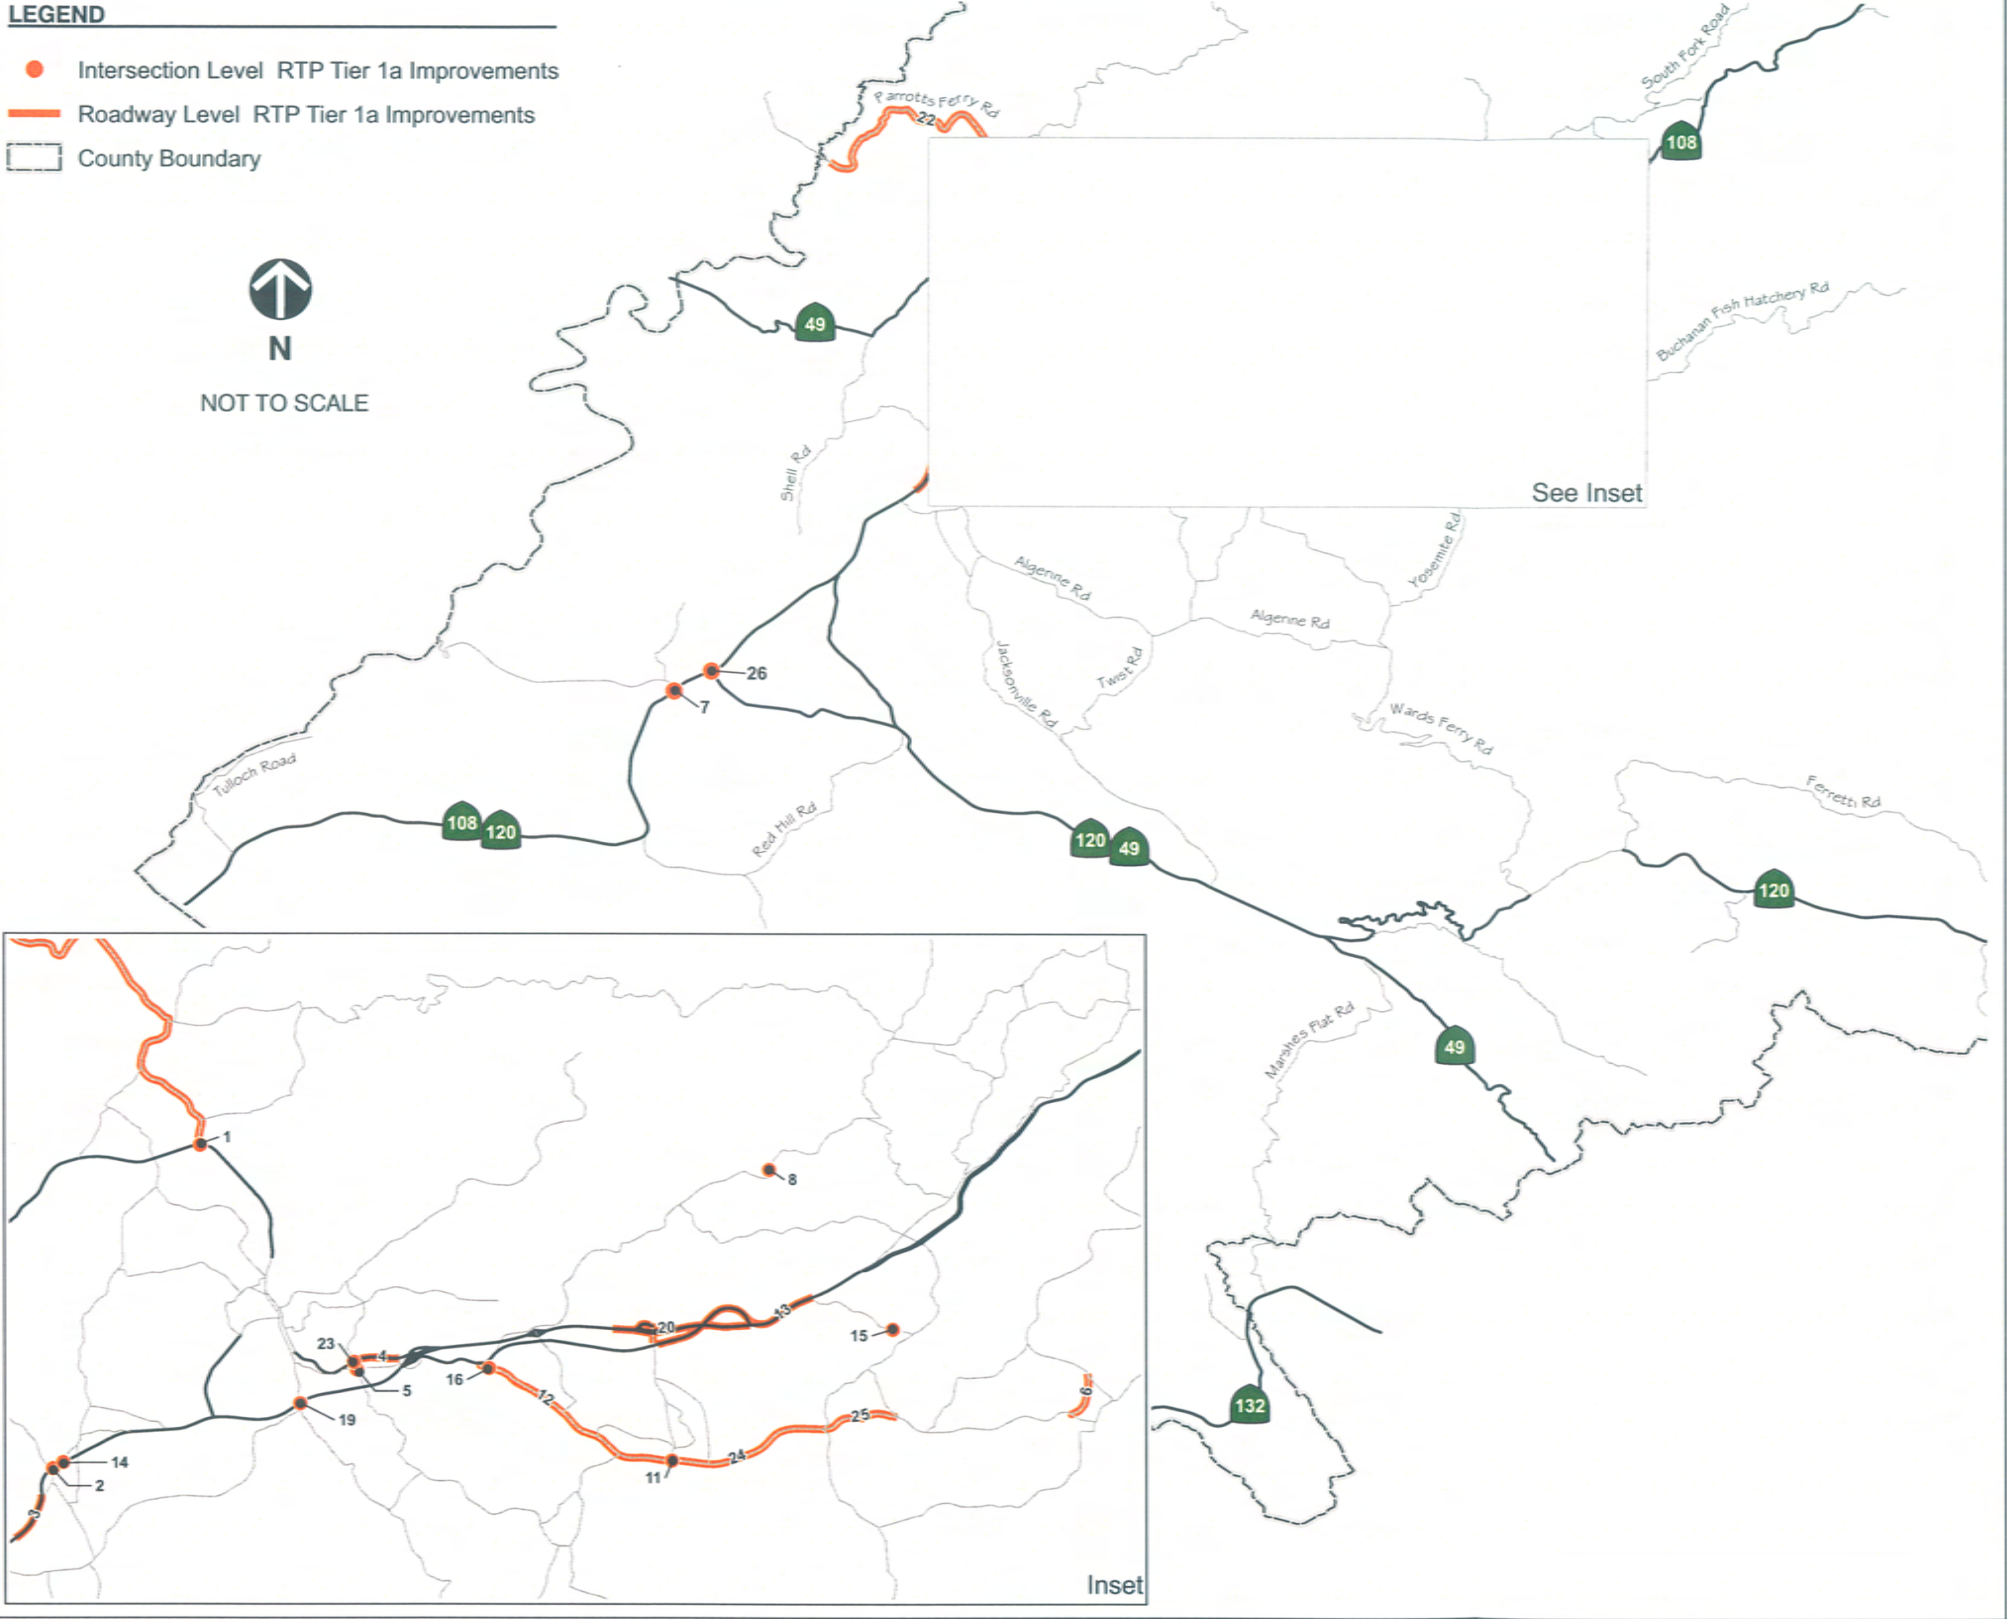 LEGEND
Intersection Level RTP Tier 1a Improvements
Roadway Level RTP Tier 1a Improvements
County Boundary
N
NOT TO SCALE
South Fork Road
Parrotts Ferry Rd
22
108
49
Buchanan Fish Hatchery Rd
Shell Rd
See Inset
Yosemite Rd
Algerine Rd
Algerine Rd
Jacksonville Rd
Twist Rd
26
7
Wards Ferry Rd
Tulloch Road
Ferretti Rd
108
120
Red Hill Rd
120
49
120
Marshes Flat Rd
49
132
1
8
13
20
15
23
4
5
16
12
19
6
25
24
11
14
2
3
Inset